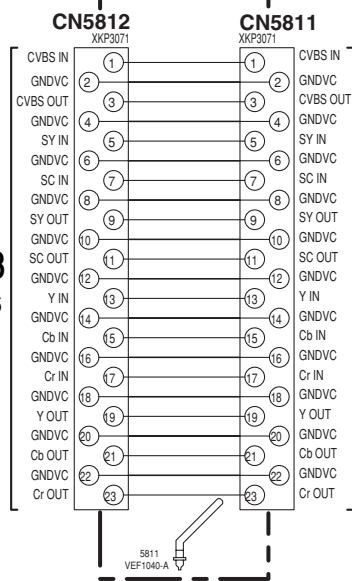 CN5812 CN5811
XKP3071 XKP3071
CVBS IN 1 1 CVBS IN
GNDVC 2 2 GNDVC
CVBS OUT 3 3 CVBS OUT
GNDVC 4 4 GNDVC
SY IN 5 5 SY IN
GNDVC 6 6 GNDVC
SC IN 7 7 SC IN
GNDVC 8 8 GNDVC
SY OUT 9 9 SY OUT
GNDVC 10 10 GNDVC
SC OUT 11 11 SC OUT
GNDVC 12 12 GNDVC
Y IN 13 13 Y IN
GNDVC 14 14 GNDVC
Cb IN 15 15 Cb IN
GNDVC 16 16 GNDVC
Cr IN 17 17 Cr IN
GNDVC 18 18 GNDVC
Y OUT 19 19 Y OUT
GNDVC 20 20 GNDVC
Cb OUT 21 21 Cb OUT
GNDVC 22 22 GNDVC
Cr OUT 23 23 Cr OUT
5811
VEF1040-A